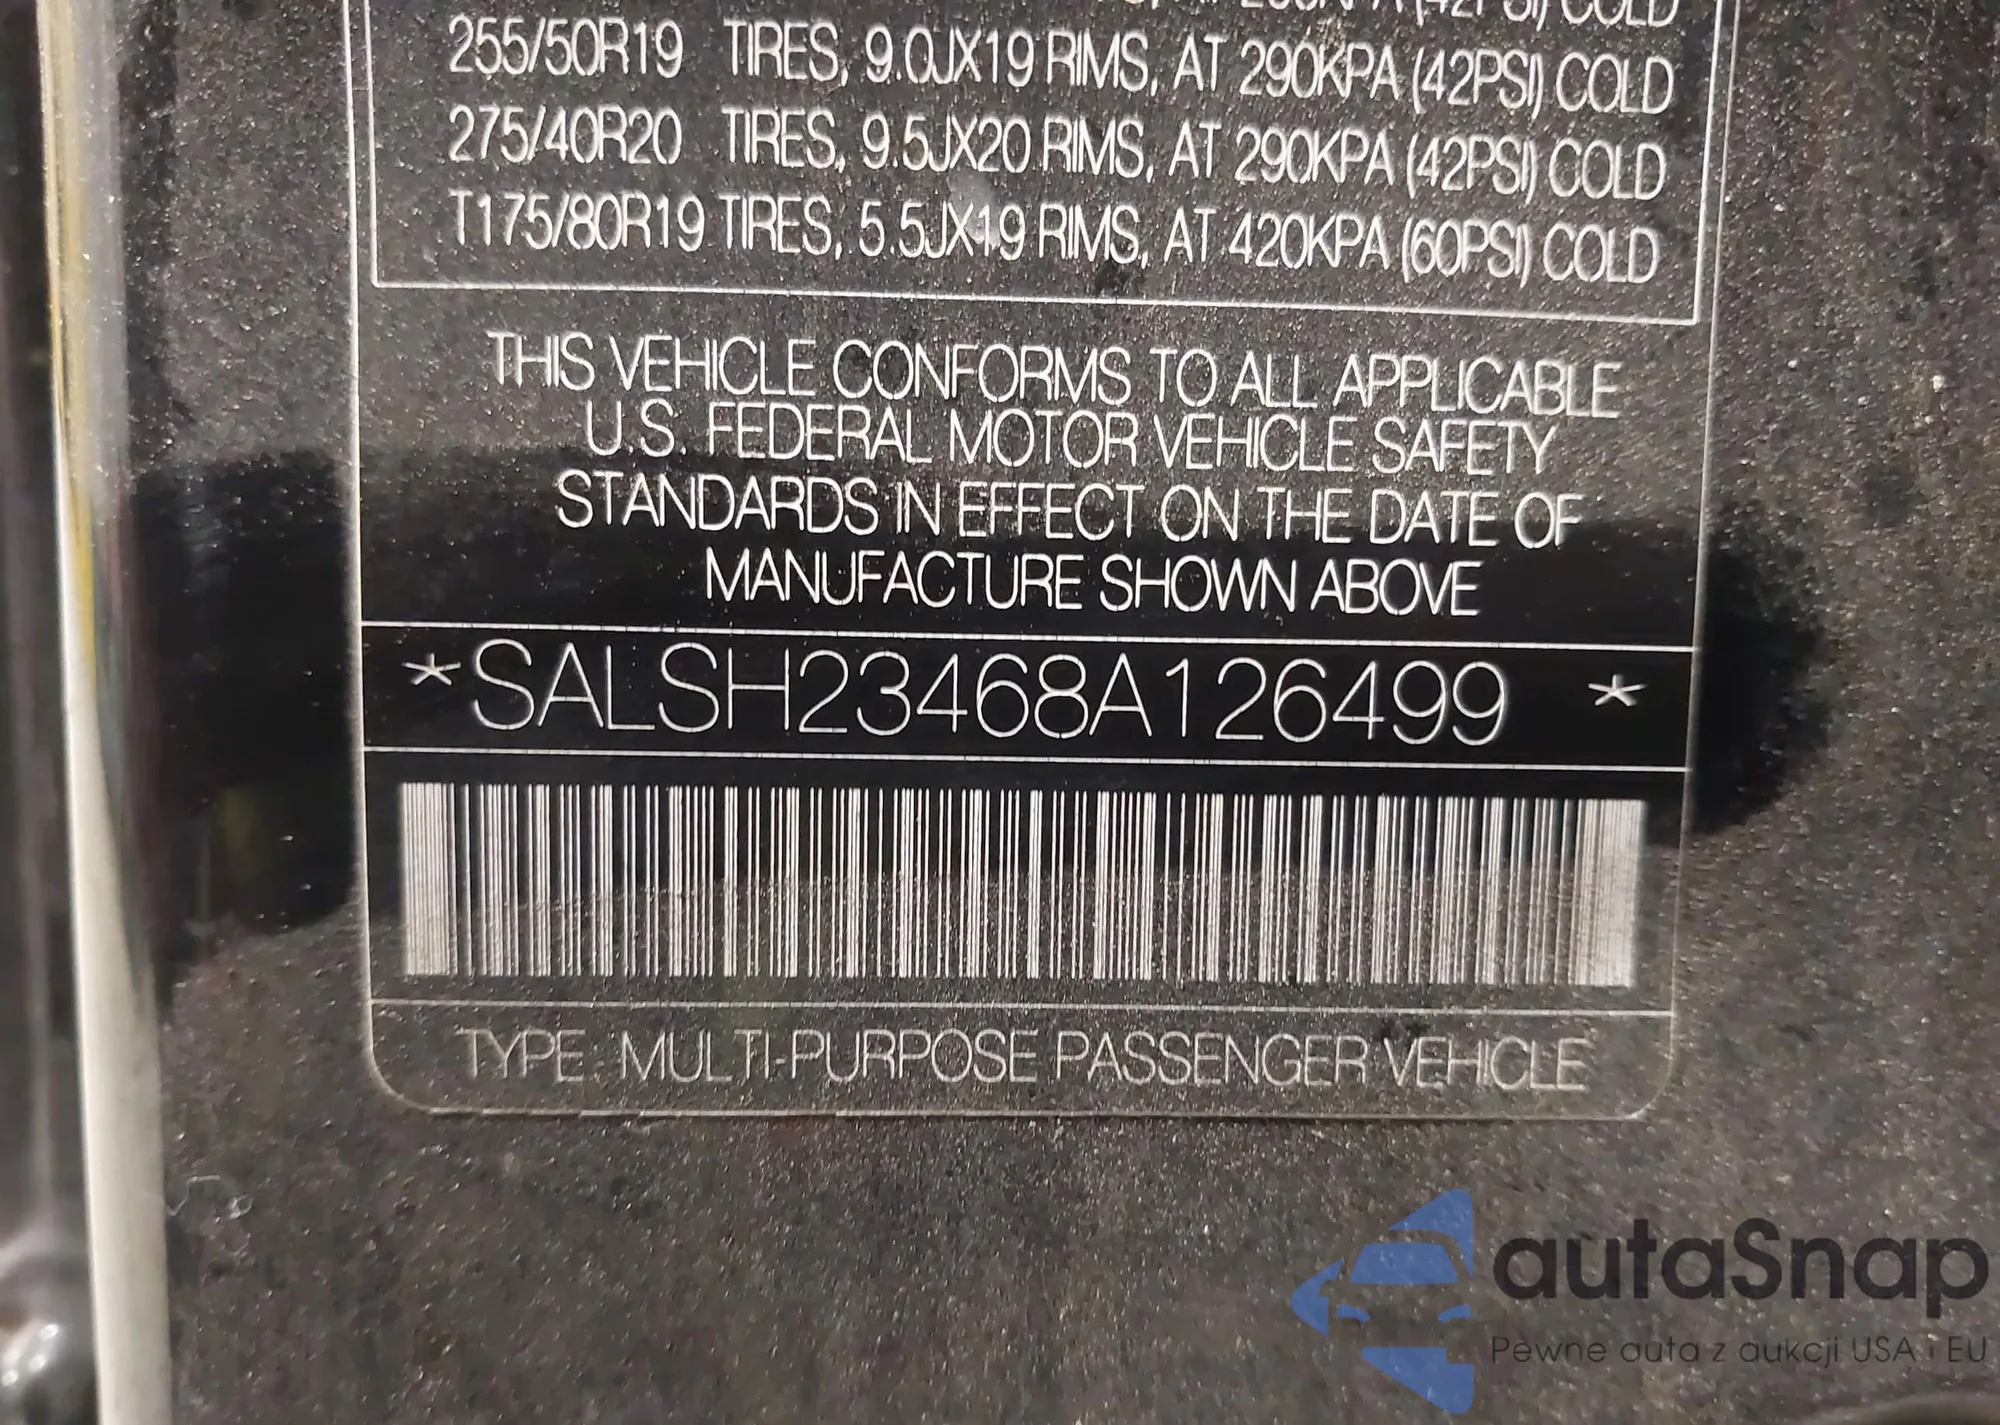 255/50R19 TIRES, 9.0JX19 RIMS, AT 290KPA (42PSI) COLD
275/40R20 TIRES, 9.5JX20 RIMS, AT 290KPA (42PSI) COLD
T175/80R19 TIRES, 5.5JX19 RIMS, AT 420KPA (60PSI) COLD
THIS VEHICLE CONFORMS TO ALL APPLICABLE
U.S. FEDERAL MOTOR VEHICLE SAFETY
STANDARDS IN EFFECT ON THE DATE OF
MANUFACTURE SHOWN ABOVE
*SALSH23468A126499 *
TYPE: MULTI-PURPOSE PASSENGER VEHICLE
autaSnap
Pewne auta z aukcji USA i EU